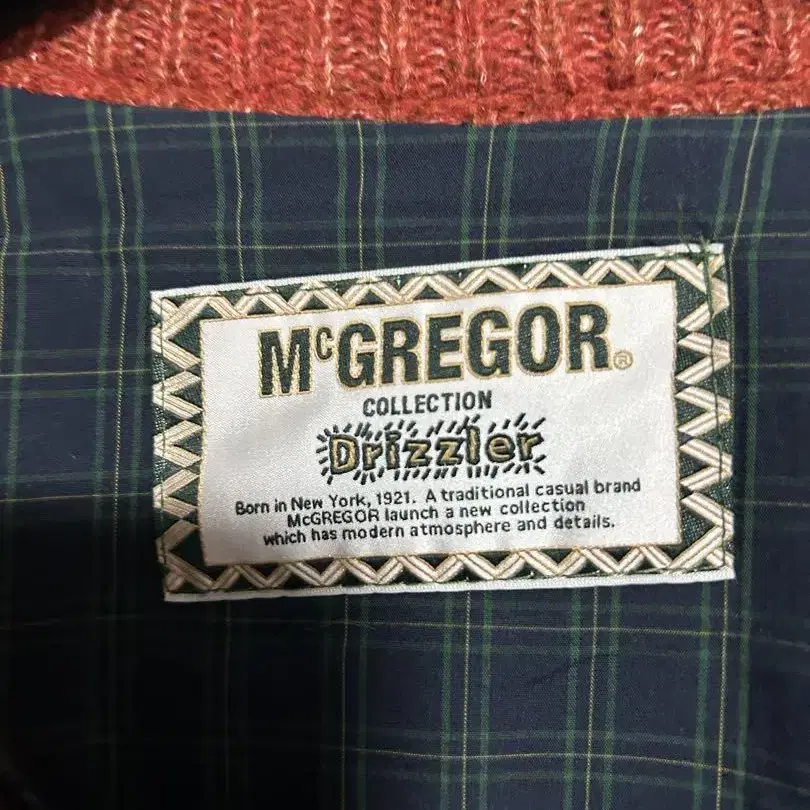 McGREGOR®
COLLECTION
Drizzler
Born in New York, 1921. A traditional casual brand
McGREGOR launch a new collection
which has modern atmosphere and details.